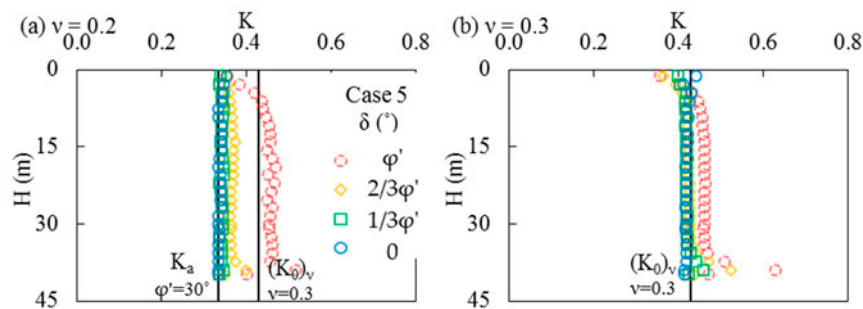 (a) ν = 0.2
K
0.0 0.2 0.4 0.6 0.8
H (m)
0
15
30
45
Case 5
δ (°)
φ'
2/3φ'
1/3φ'
0
Kₐ
φ'=30°
(K₀)ᵥ
ν=0.3
(b) ν = 0.3
K
0.0 0.2 0.4 0.6 0.8
H (m)
0
15
30
45
(K₀)ᵥ
ν=0.3